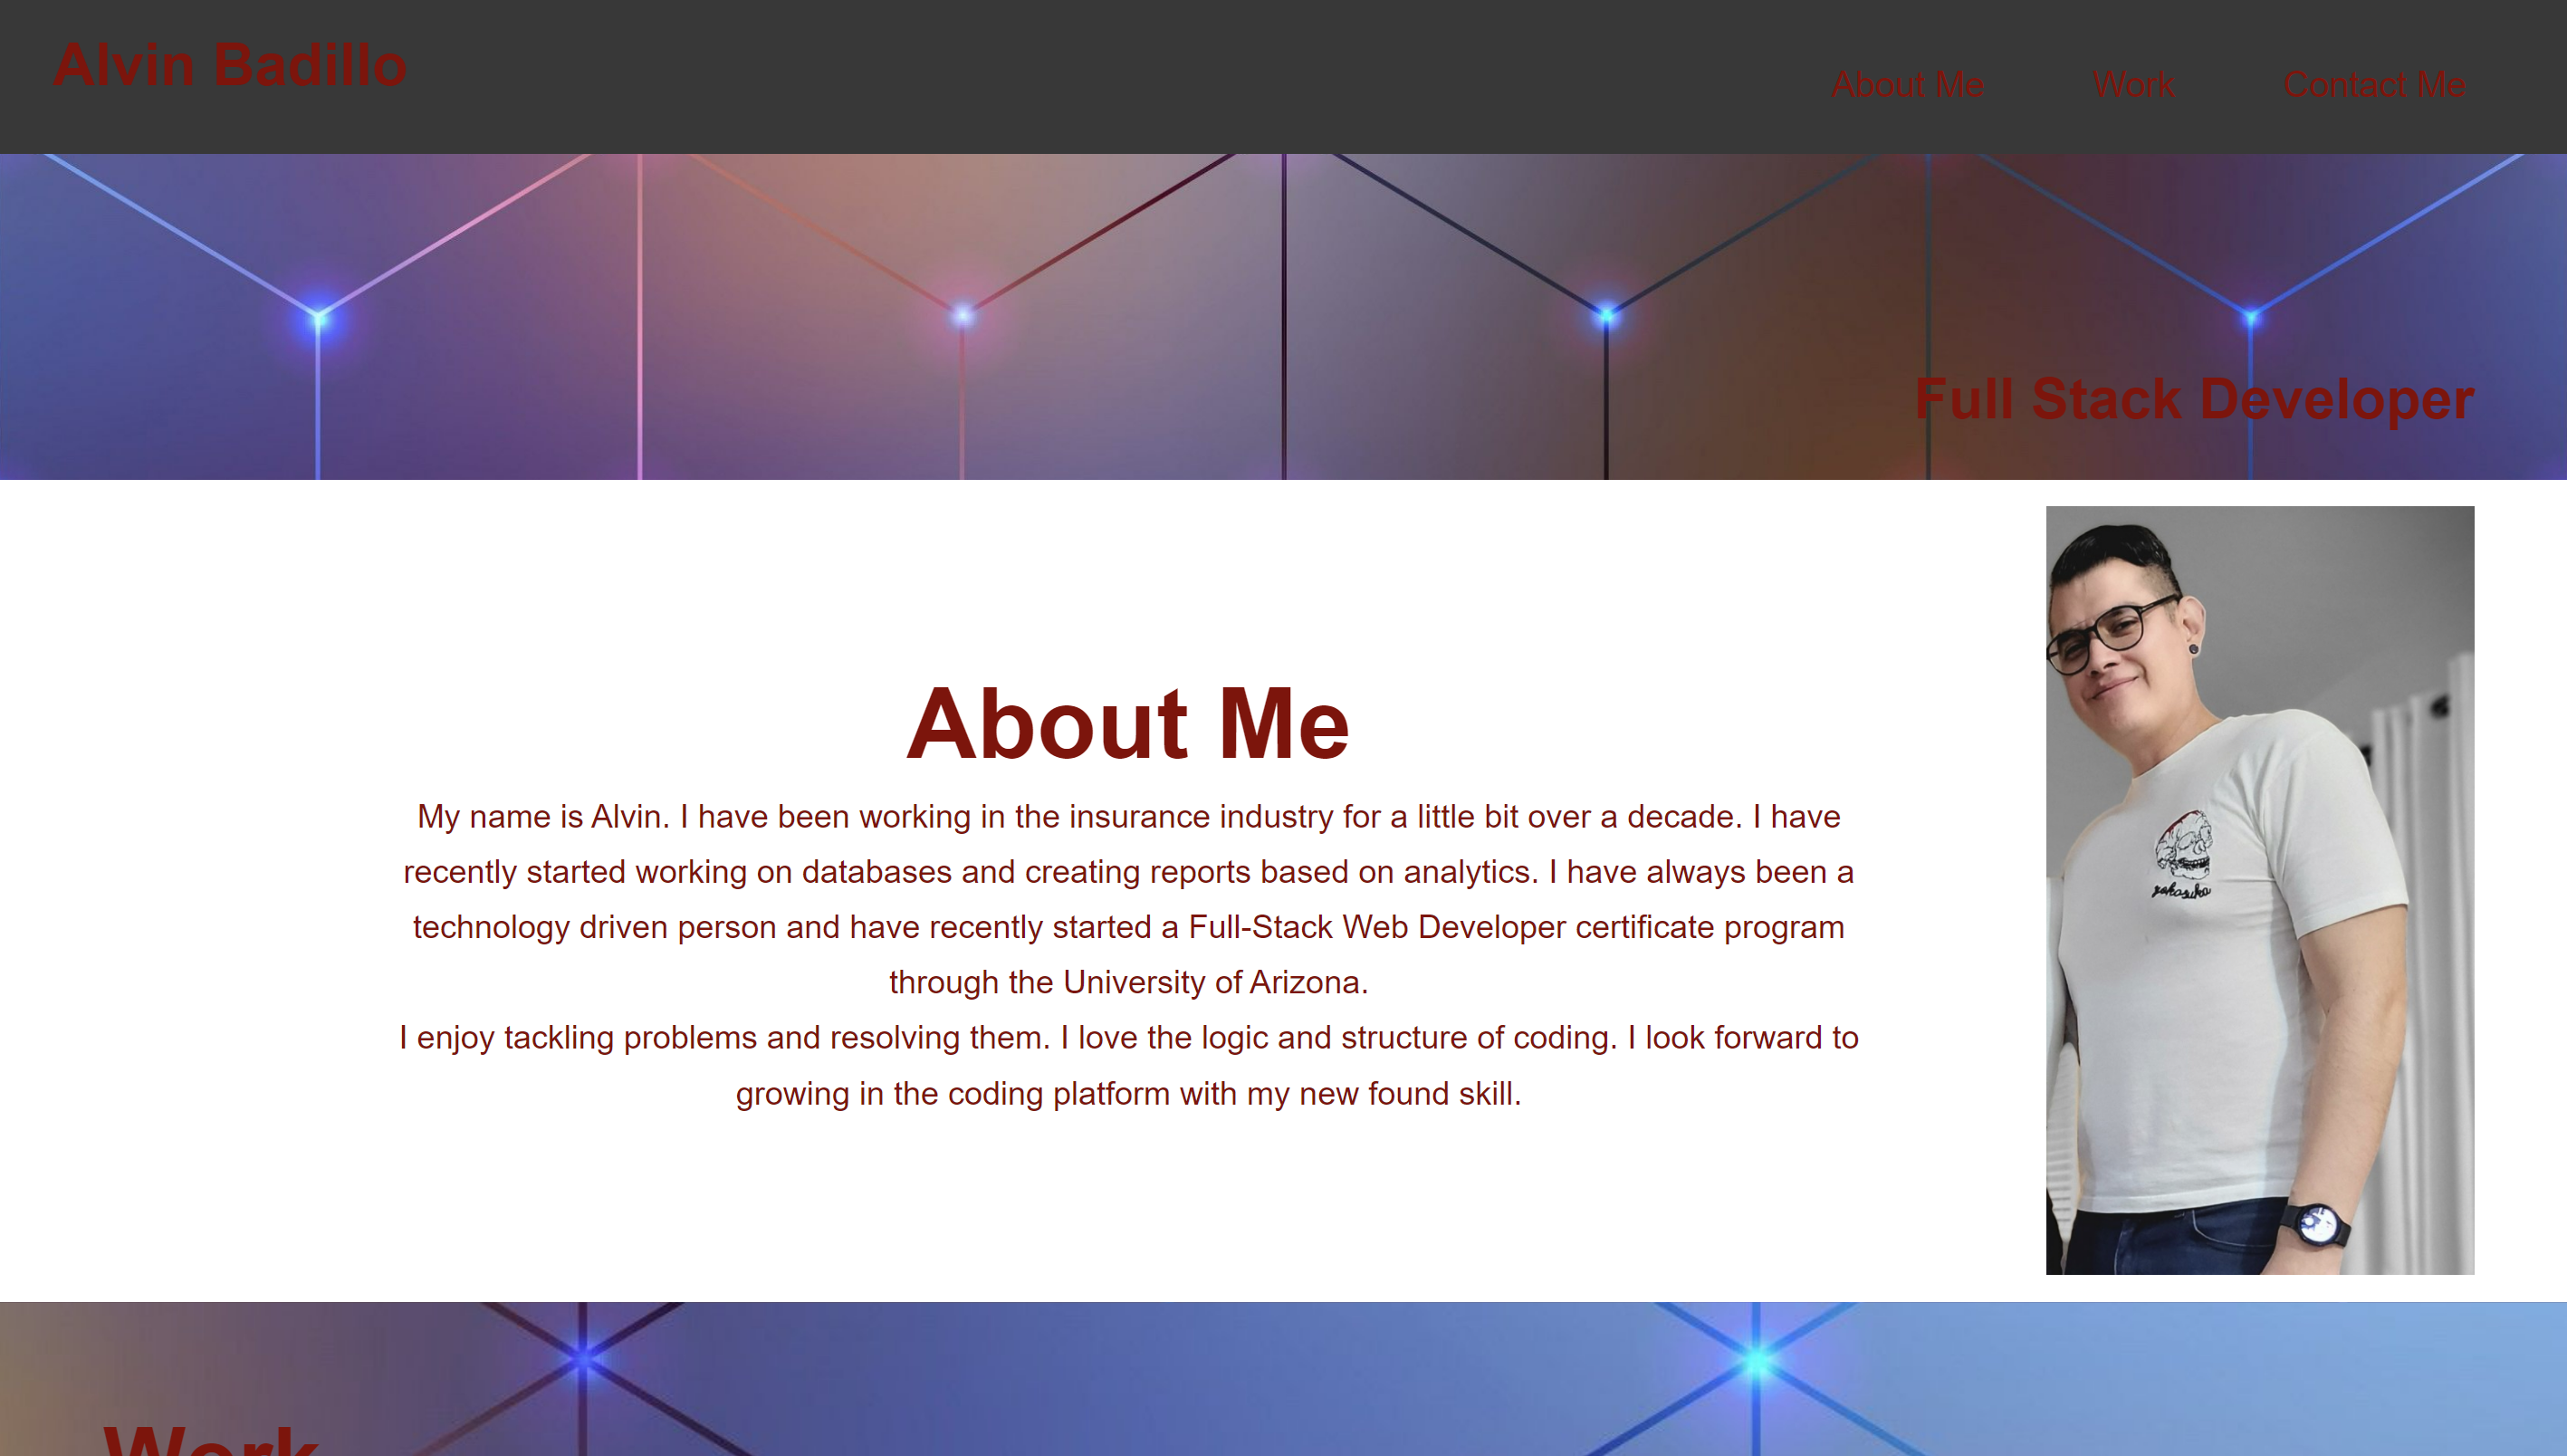 Alvin Badillo
About Me Work Contact Me
Full Stack Developer
About Me
My name is Alvin. I have been working in the insurance industry for a little bit over a decade. I have
recently started working on databases and creating reports based on analytics. I have always been a
technology driven person and have recently started a Full-Stack Web Developer certificate program
through the University of Arizona.
I enjoy tackling problems and resolving them. I love the logic and structure of coding. I look forward to
growing in the coding platform with my new found skill.
yokosuka
Work